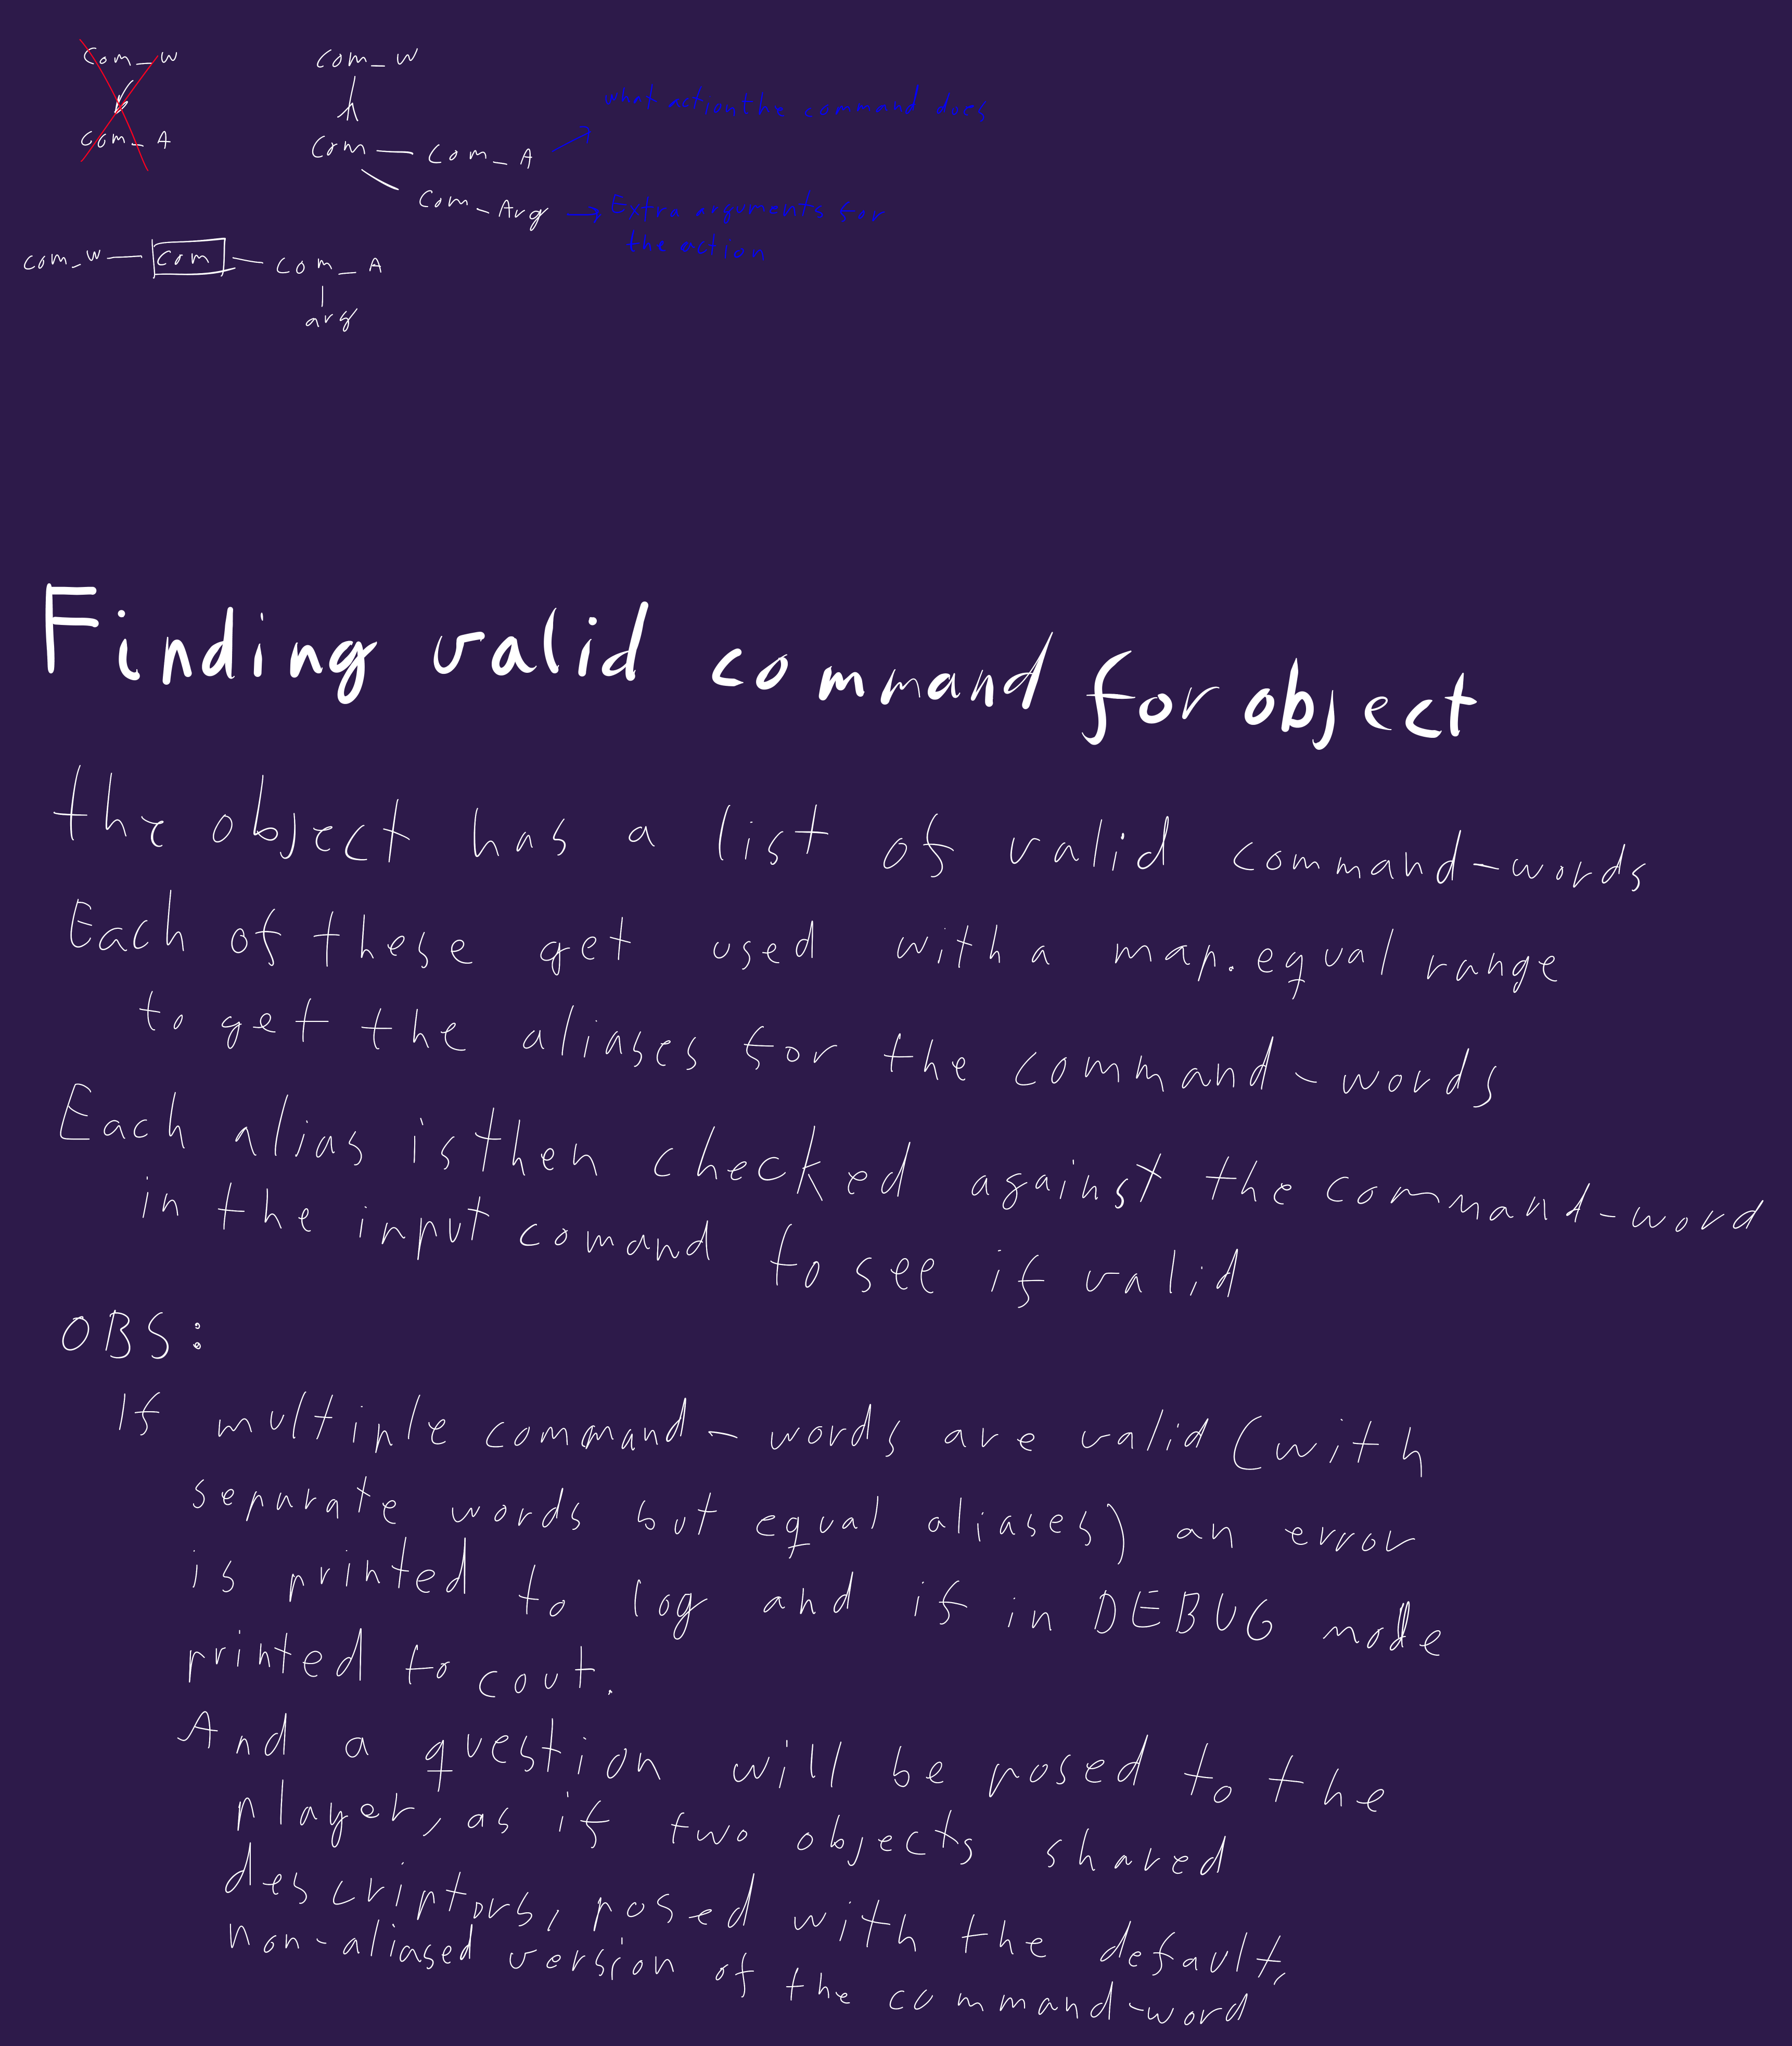 Com_W
Com_A
Com_W
Com
Com_A
Com_Arg
what action the command does
Extra arguments for
the action
Com_W
Com
Com_A
arg
Finding valid command for object
the object has a list of valid command-words
Each of these get used with a map.equal range
to get the aliases for the command-words
Each alias is then checked against the command-word
in the input comand to see if valid
OBS:
If multiple command-words are valid (with
separate words but equal aliases) an error
is printed to log and if in DEBUG mode
printed to cout.
And a question will be posed to the
player, as if two objects shared
descriptors, posed with the default,
non-aliased version of the command-word